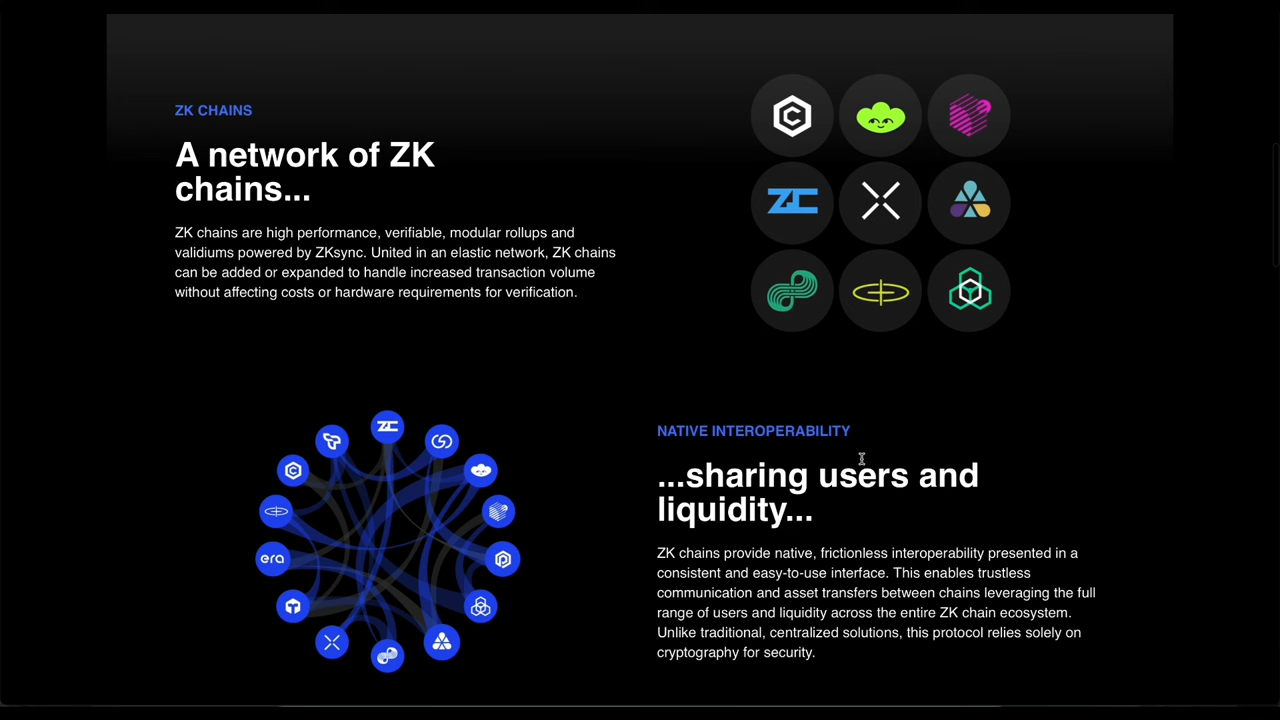 ZK CHAINS
A network of ZK
chains...
ZK chains are high performance, verifiable, modular rollups and
validiums powered by ZKsync. United in an elastic network, ZK chains
can be added or expanded to handle increased transaction volume
without affecting costs or hardware requirements for verification.
era
NATIVE INTEROPERABILITY
...sharing users and
liquidity...
ZK chains provide native, frictionless interoperability presented in a
consistent and easy-to-use interface. This enables trustless
communication and asset transfers between chains leveraging the full
range of users and liquidity across the entire ZK chain ecosystem.
Unlike traditional, centralized solutions, this protocol relies solely on
cryptography for security.